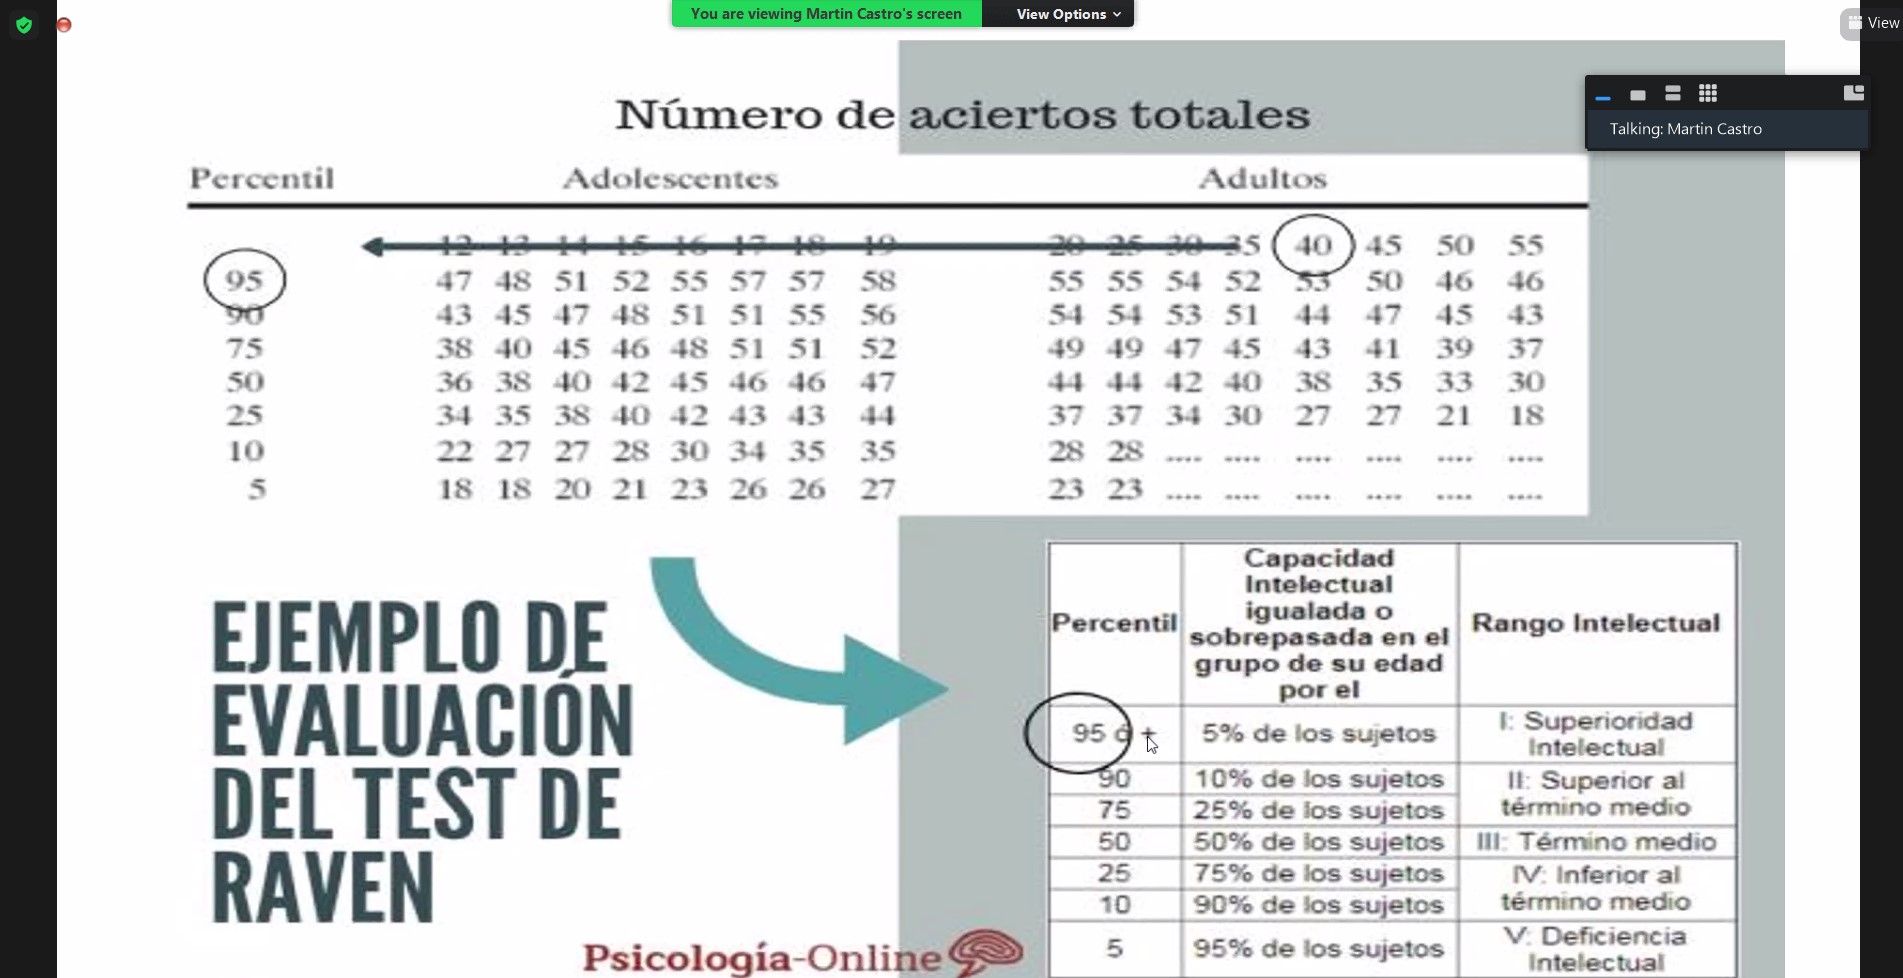 You are viewing Martin Castro's screen
View Options
View
Talking: Martin Castro
Número de aciertos totales
Percentil Adolescentes Adultos
12 13 14 15 16 17 18 19 20 25 30 35 40 45 50 55
95 47 48 51 52 55 57 57 58 55 55 54 52 53 50 46 46
90 43 45 47 48 51 51 55 56 54 54 53 51 44 47 45 43
75 38 40 45 46 48 51 51 52 49 49 47 45 43 41 39 37
50 36 38 40 42 45 46 46 47 44 44 42 40 38 35 33 30
25 34 35 38 40 42 43 43 44 37 37 34 30 27 27 21 18
10 22 27 27 28 30 34 35 35 28 28 .... .... .... .... .... ....
5 18 18 20 21 23 26 26 27 23 23 .... .... .... .... .... ....
EJEMPLO DE
EVALUACIÓN
DEL TEST DE
RAVEN
Psicología-Online
Percentil
Capacidad
Intelectual
igualada o
sobrepasada en el
grupo de su edad
por el
Rango Intelectual
95 ó + 5% de los sujetos I: Superioridad
Intelectual
90 10% de los sujetos II: Superior al
75 25% de los sujetos término medio
50 50% de los sujetos III: Término medio
25 75% de los sujetos IV: Inferior al
10 90% de los sujetos término medio
5 95% de los sujetos V: Deficiencia
Intelectual